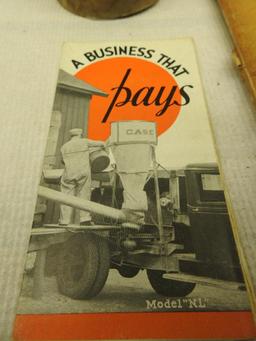 A BUSINESS THAT
pays
CASE
Model "NL"